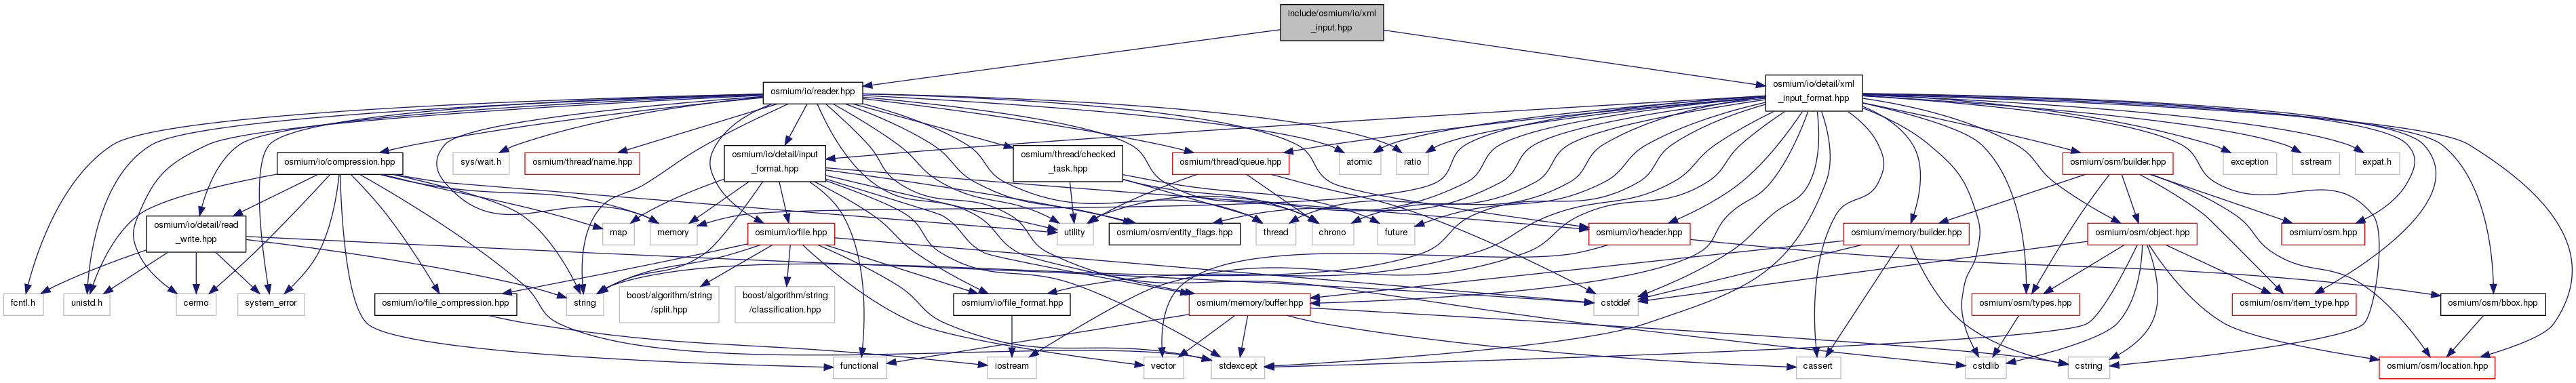 include/osmium/io/xml
_input.hpp
osmium/io/reader.hpp
osmium/io/detail/xml
_input_format.hpp
osmium/io/compression.hpp
sys/wait.h
osmium/thread/name.hpp
osmium/io/detail/input
_format.hpp
osmium/thread/checked
_task.hpp
osmium/thread/queue.hpp
atomic
ratio
osmium/osm/builder.hpp
exception
sstream
expat.h
osmium/io/detail/read
_write.hpp
map
memory
osmium/io/file.hpp
utility
osmium/osm/entity_flags.hpp
thread
chrono
future
osmium/io/header.hpp
osmium/memory/builder.hpp
osmium/osm/object.hpp
osmium/osm.hpp
fcntl.h
unistd.h
cerrno
system_error
osmium/io/file_compression.hpp
string
boost/algorithm/string
/split.hpp
boost/algorithm/string
/classification.hpp
osmium/io/file_format.hpp
osmium/memory/buffer.hpp
cstddef
osmium/osm/types.hpp
osmium/osm/item_type.hpp
osmium/osm/bbox.hpp
functional
iostream
vector
stdexcept
cassert
cstdlib
cstring
osmium/osm/location.hpp